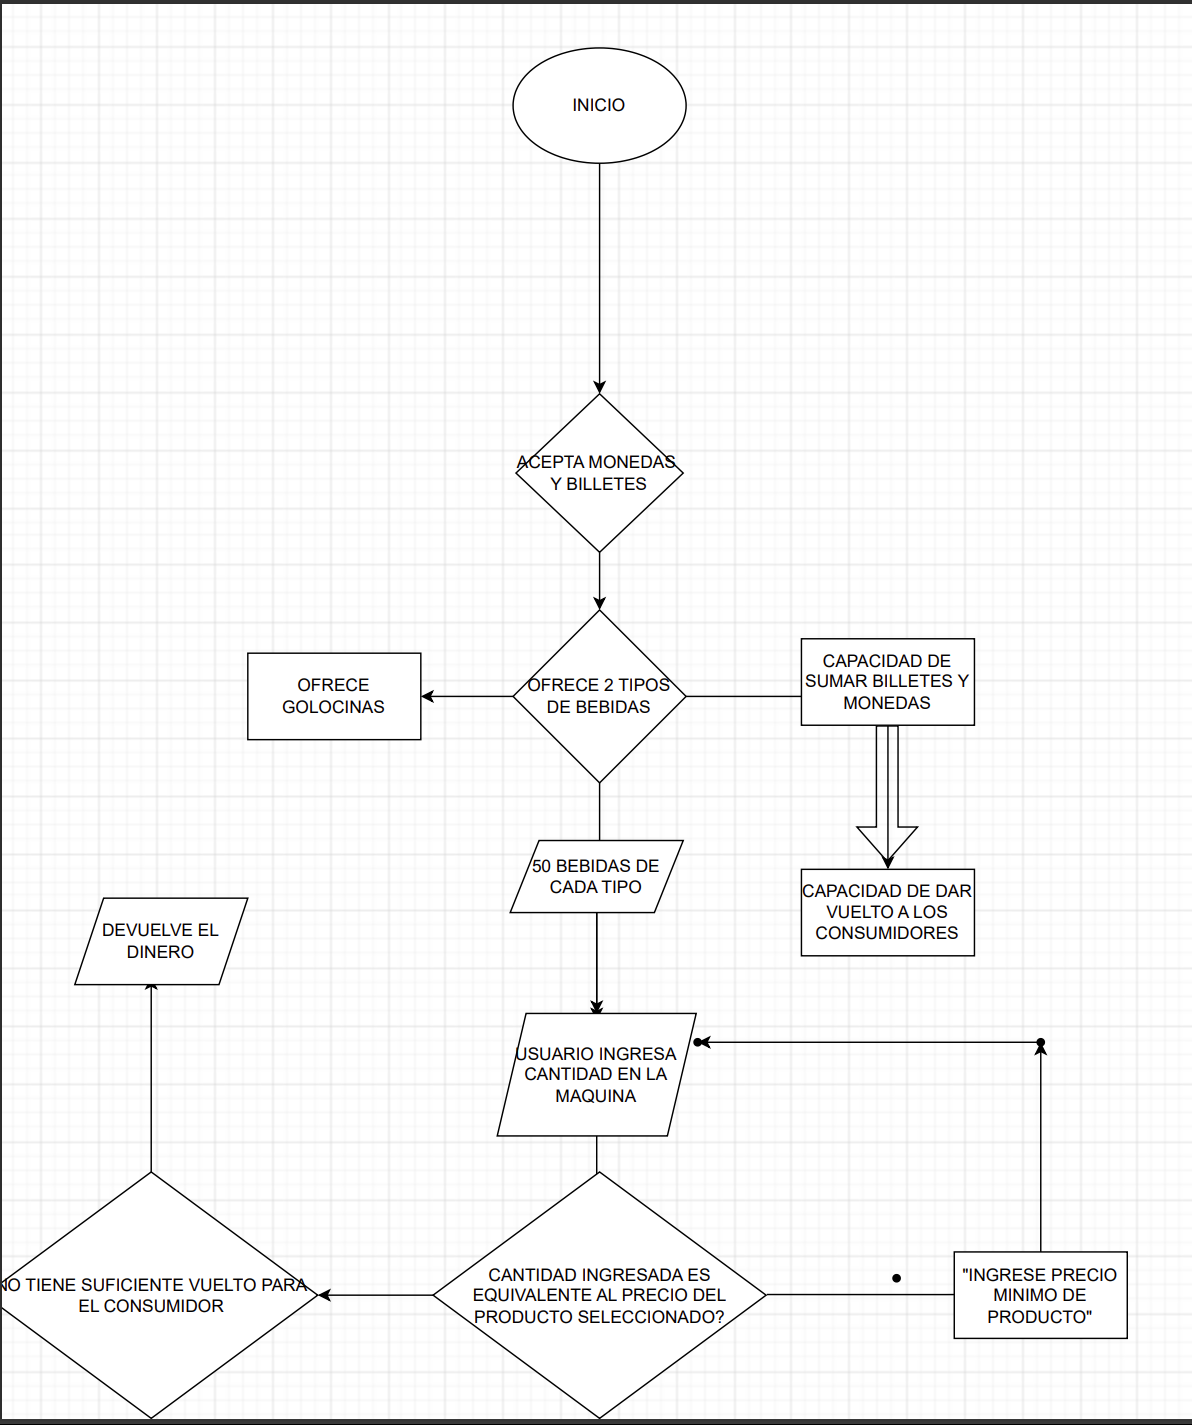 INICIO
ACEPTA MONEDAS
Y BILLETES
OFRECE
GOLOCINAS
OFRECE 2 TIPOS
DE BEBIDAS
CAPACIDAD DE
SUMAR BILLETES Y
MONEDAS
50 BEBIDAS DE
CADA TIPO
CAPACIDAD DE DAR
VUELTO A LOS
CONSUMIDORES
DEVUELVE EL
DINERO
USUARIO INGRESA
CANTIDAD EN LA
MAQUINA
NO TIENE SUFICIENTE VUELTO PARA
EL CONSUMIDOR
CANTIDAD INGRESADA ES
EQUIVALENTE AL PRECIO DEL
PRODUCTO SELECCIONADO?
"INGRESE PRECIO
MINIMO DE
PRODUCTO"